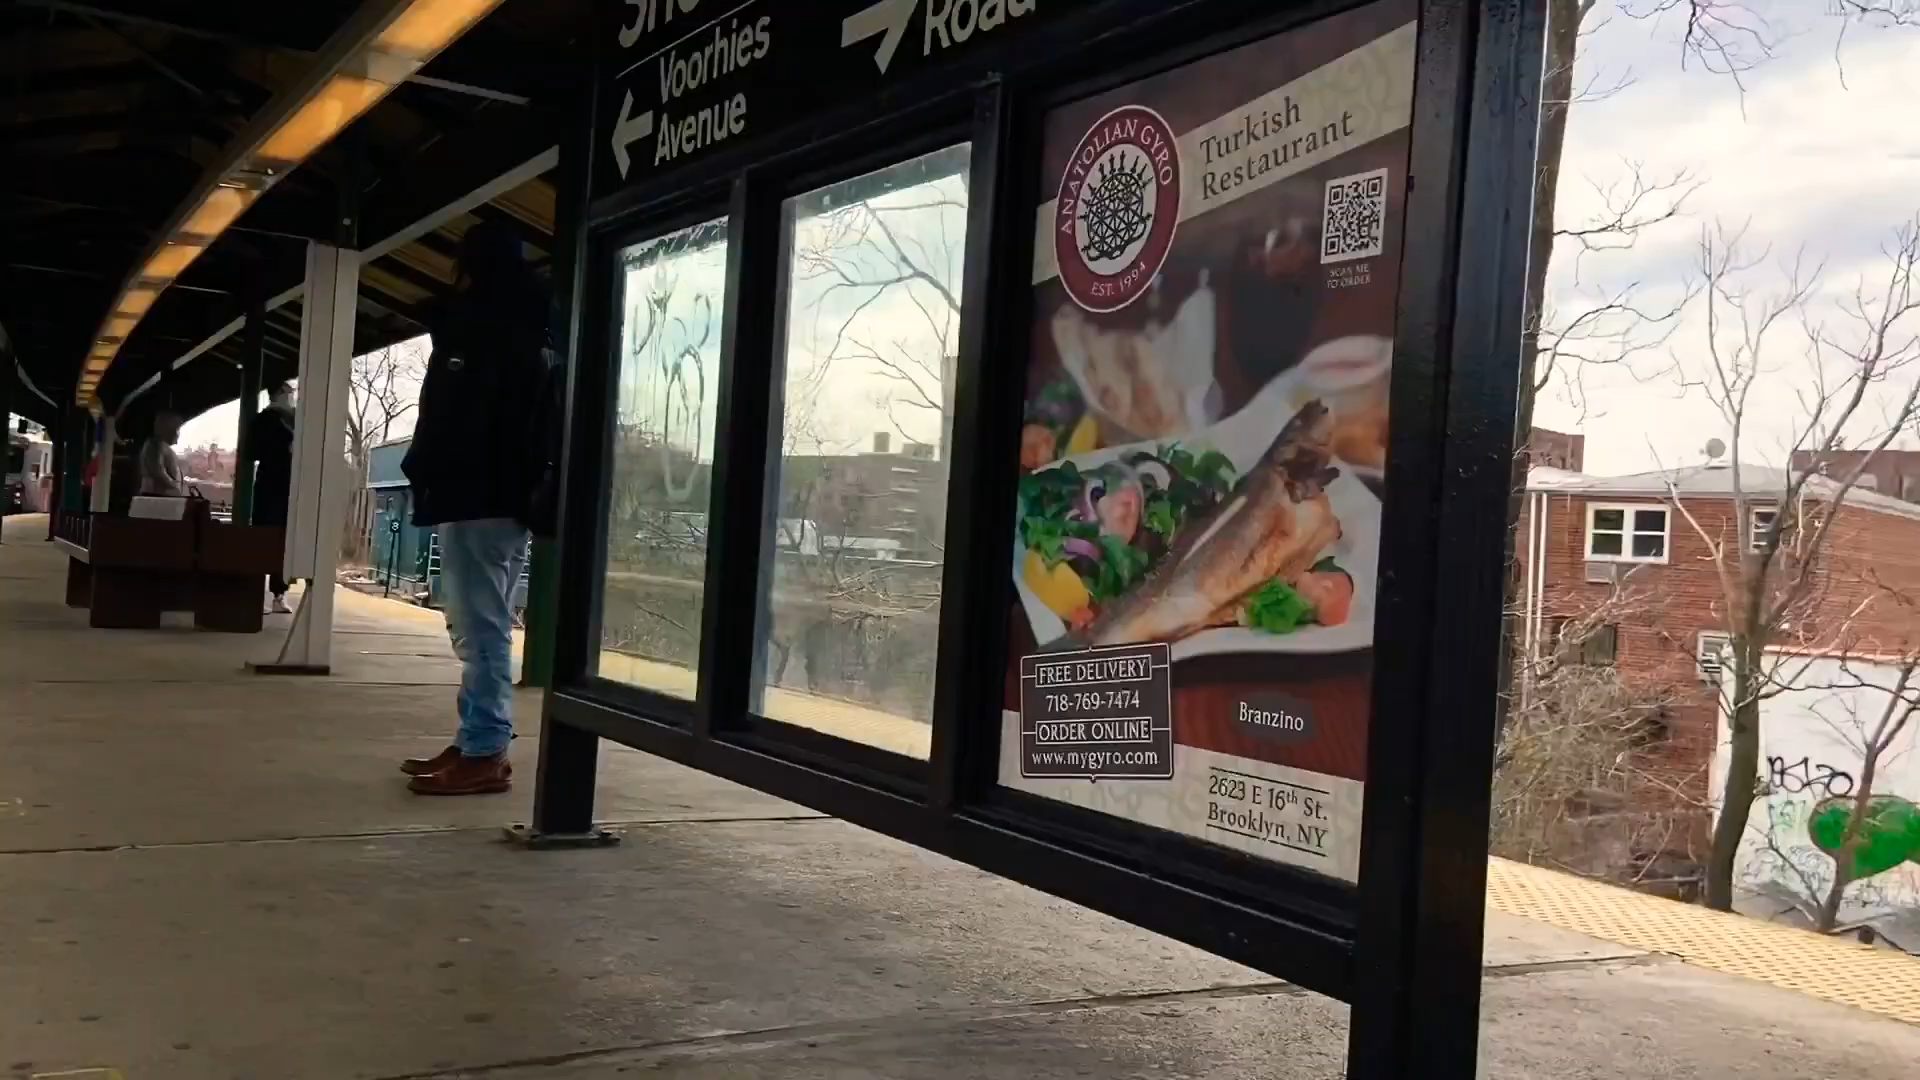 Voorhies
Avenue
Road
ANATOLIAN GYRO
EST. 1994
Turkish
Restaurant
SCAN ME
TO ORDER
FREE DELIVERY
718-769-7474
ORDER ONLINE
www.mygyro.com
Branzino
2623 E 16th St.
Brooklyn, NY